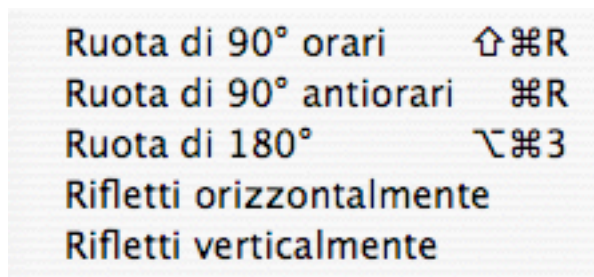 Ruota di 90° orari ⇧⌘R
Ruota di 90° antiorari ⌘R
Ruota di 180° ⌥⌘3
Rifletti orizzontalmente
Rifletti verticalmente